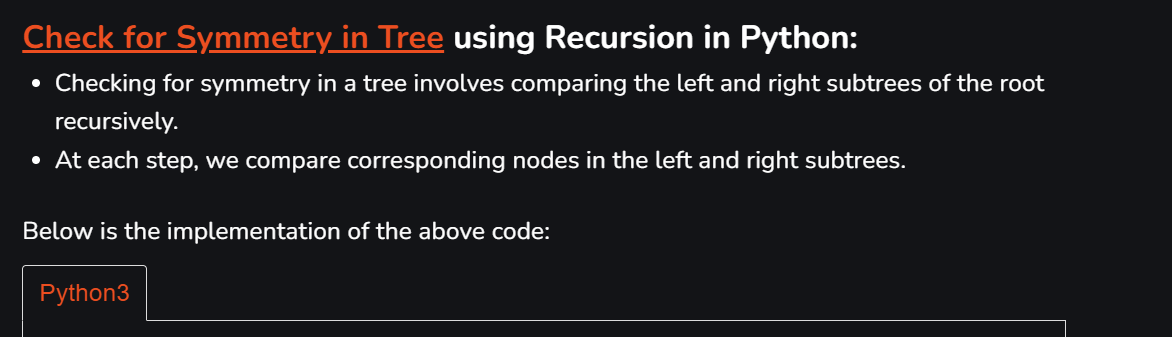 Check for Symmetry in Tree using Recursion in Python:
• Checking for symmetry in a tree involves comparing the left and right subtrees of the root
recursively.
• At each step, we compare corresponding nodes in the left and right subtrees.
Below is the implementation of the above code:
Python3